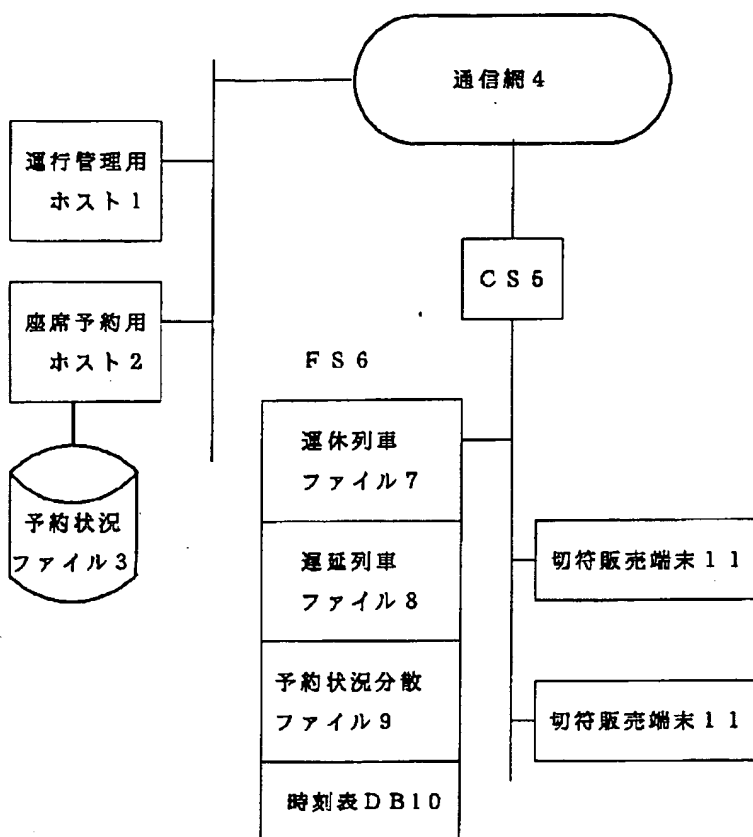 通信網4
運行管理用
ホスト1
CS5
座席予約用
ホスト2
FS6
運休列車
ファイル7
予約状況
ファイル3
遅延列車
ファイル8
切符販売端末11
予約状況分散
ファイル9
切符販売端末11
時刻表DB10